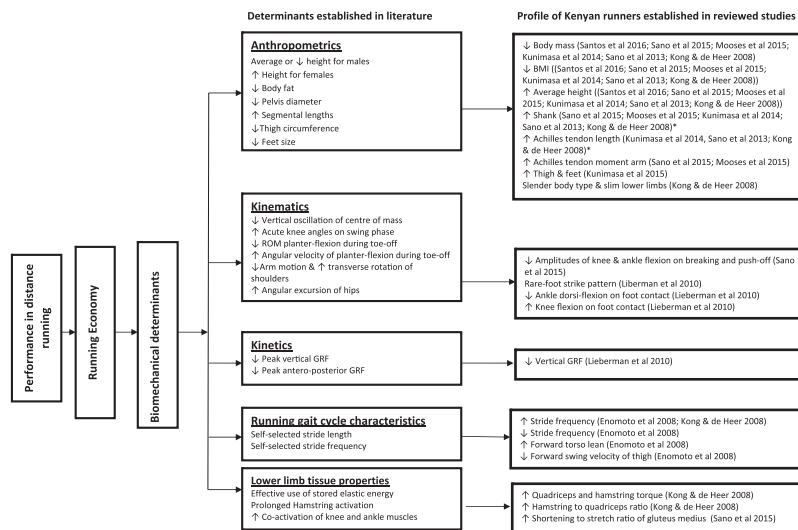 Determinants established in literature
Profile of Kenyan runners established in reviewed studies
Performance in distance
running
Running Economy
Biomechanical determinants
Anthropometrics
Average or ↓ height for males
↑ Height for females
↓ Body fat
↓ Pelvis diameter
↑ Segmental lengths
↓Thigh circumference
↓ Feet size
↓ Body mass (Santos et al 2016; Sano et al 2015; Mooses et al 2015;
Kunimasa et al 2014; Sano et al 2013; Kong & de Heer 2008)
↓ BMI ((Santos et al 2016; Sano et al 2015; Mooses et al 2015;
Kunimasa et al 2014; Sano et al 2013; Kong & de Heer 2008))
↑ Average height ((Santos et al 2016; Sano et al 2015; Mooses et al
2015; Kunimasa et al 2014; Sano et al 2013; Kong & de Heer 2008))
↑ Shank (Sano et al 2015; Mooses et al 2015; Kunimasa et al 2014;
Sano et al 2013; Kong & de Heer 2008)*
↑ Achilles tendon length (Kunimasa et al 2014, Sano et al 2013; Kong
& de Heer 2008)*
↑ Achilles tendon moment arm (Sano et al 2015; Mooses et al 2015)
↑ Thigh & feet (Kunimasa et al 2015)
Slender body type & slim lower limbs (Kong & de Heer 2008)
Kinematics
↓ Vertical oscillation of centre of mass
↑ Acute knee angles on swing phase
↓ ROM planter-flexion during toe-off
↑ Angular velocity of planter-flexion during toe-off
↓Arm motion & ↑ transverse rotation of
shoulders
↑ Angular excursion of hips
↓ Amplitudes of knee & ankle flexion on breaking and push-off (Sano
et al 2015)
Rare-foot strike pattern (Liberman et al 2010)
↓ Ankle dorsi-flexion on foot contact (Lieberman et al 2010)
↑ Knee flexion on foot contact (Lieberman et al 2010)
Kinetics
↓ Peak vertical GRF
↓ Peak antero-posterior GRF
↓ Vertical GRF (Lieberman et al 2010)
Running gait cycle characteristics
Self-selected stride length
Self-selected stride frequency
↑ Stride frequency (Enomoto et al 2008; Kong & de Heer 2008)
↓ Stride frequency (Enomoto et al 2008)
↑ Forward torso lean (Enomoto et al 2008)
↓ Forward swing velocity of thigh (Enomoto et al 2008)
Lower limb tissue properties
Effective use of stored elastic energy
Prolonged Hamstring activation
↑ Co-activation of knee and ankle muscles
↑ Quadriceps and hamstring torque (Kong & de Heer 2008)
↑ Hamstring to quadriceps ratio (Kong & de Heer 2008)
↑ Shortening to stretch ratio of gluteus medius (Sano et al 2015)